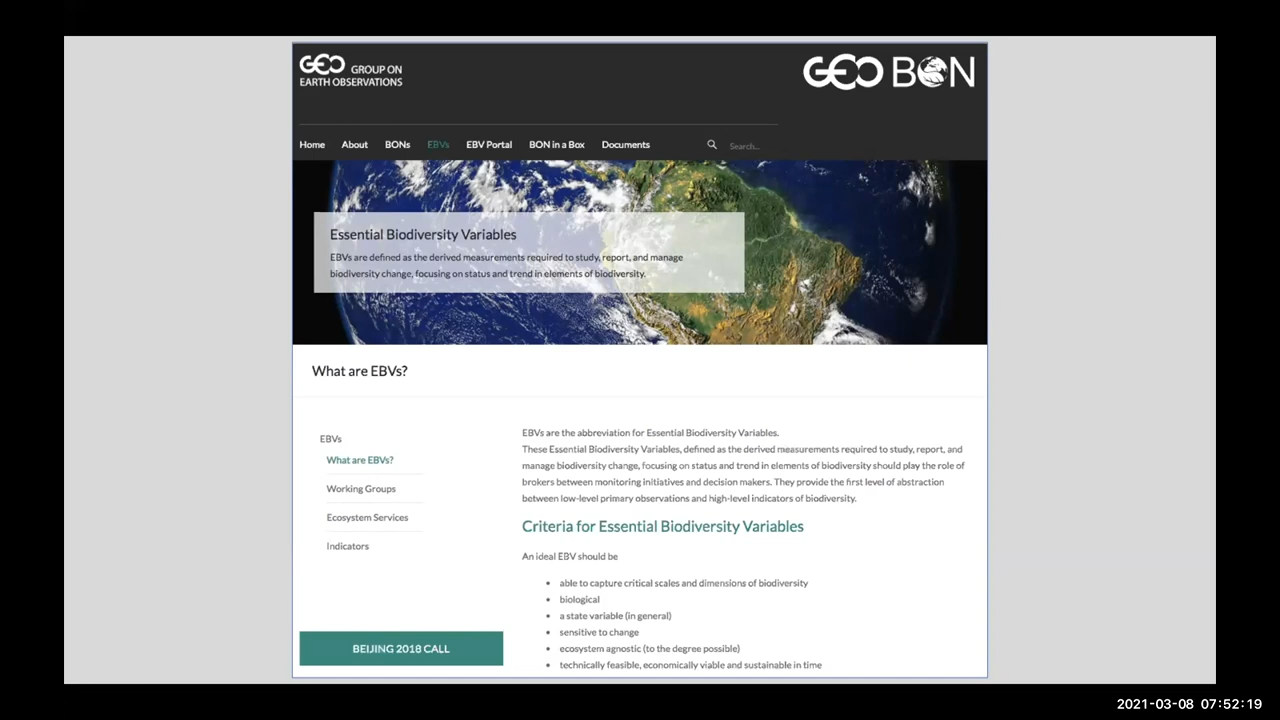 GEO GROUP ON
EARTH OBSERVATIONS
GEO BON
Home About BONs EBVs EBV Portal BON in a Box Documents Search...
Essential Biodiversity Variables
EBVs are defined as the derived measurements required to study, report, and manage
biodiversity change, focusing on status and trend in elements of biodiversity.
What are EBVs?
EBVs
What are EBVs?
Working Groups
Ecosystem Services
Indicators
BEIJING 2018 CALL
EBVs are the abbreviation for Essential Biodiversity Variables.
These Essential Biodiversity Variables, defined as the derived measurements required to study, report, and
manage biodiversity change, focusing on status and trend in elements of biodiversity should play the role of
brokers between monitoring initiatives and decision makers. They provide the first level of abstraction
between low-level primary observations and high-level indicators of biodiversity.
Criteria for Essential Biodiversity Variables
An ideal EBV should be
• able to capture critical scales and dimensions of biodiversity
• biological
• a state variable (in general)
• sensitive to change
• ecosystem agnostic (to the degree possible)
• technically feasible, economically viable and sustainable in time
2021-03-08 07:52:19